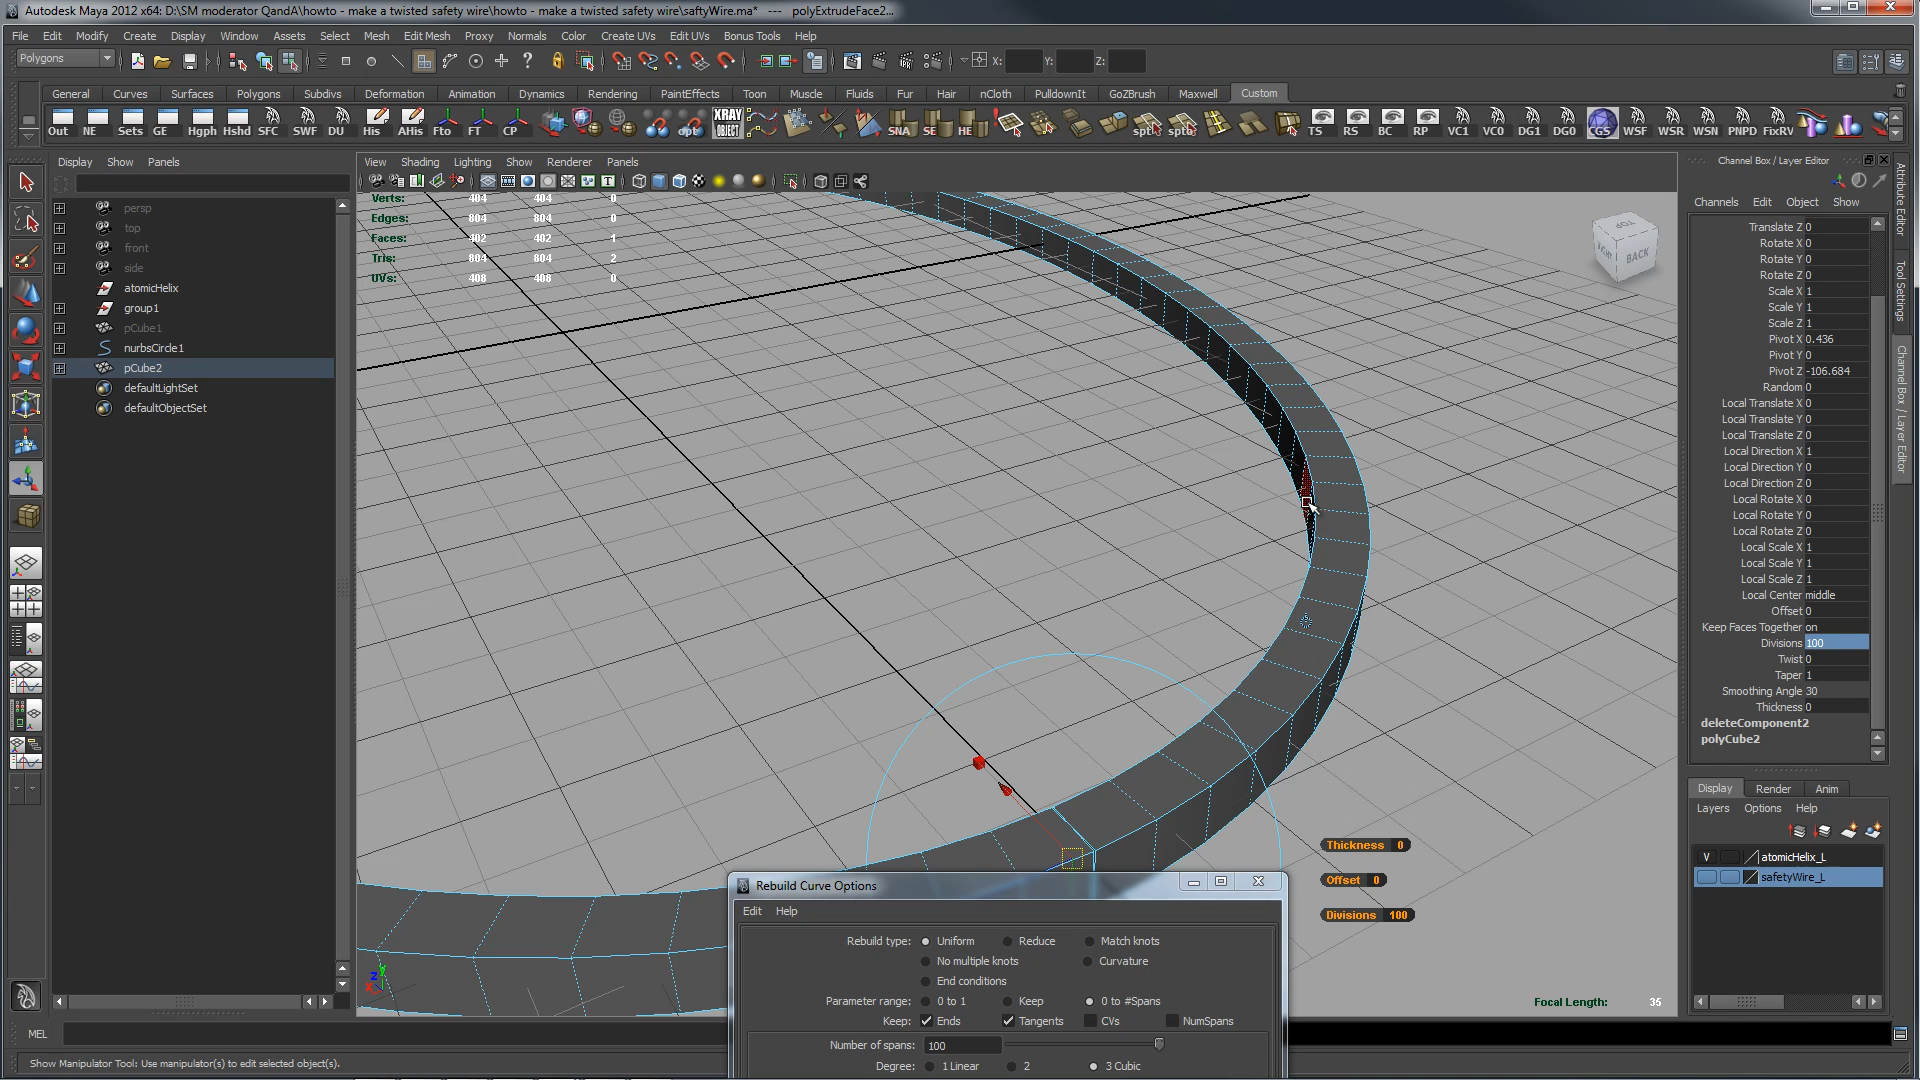 Autodesk Maya 2012 x64: D:\SM moderator QandA\howto - make a twisted safety wire\howto - make a twisted safety wire\saftyWire.ma*  ---  polyExtrudeFace2...
File Edit Modify Create Display Window Assets Select Mesh Edit Mesh Proxy Normals Color Create UVs Edit UVs Bonus Tools Help
Polygons X: Y: Z:
General Curves Surfaces Polygons Subdivs Deformation Animation Dynamics Rendering PaintEffects Toon Muscle Fluids Fur Hair nCloth PulldownIt GoZBrush Maxwell Custom
Out NE Sets GE Hgph Hshd SFC SWF DU His AHis Fto FT CP opt XRAY OBJECT SNA SE HE TS RS BC RP VC1 VC0 DG1 DG0 CGS WSF WSR WSN PNPD FixRV
Display Show Panels
View Shading Lighting Show Renderer Panels
Channel Box / Layer Editor
Channels Edit Object Show
persp
top
front
side
atomicHelix
group1
pCube1
nurbsCircle1
pCube2
defaultLightSet
defaultObjectSet
Verts: 404 404 0
Edges: 804 804 0
Faces: 402 402 1
Tris: 804 804 2
UVs: 408 408 0
TOP
BACK
Translate Z 0
Rotate X 0
Rotate Y 0
Rotate Z 0
Scale X 1
Scale Y 1
Scale Z 1
Pivot X 0.436
Pivot Y 0
Pivot Z -106.684
Random 0
Local Translate X 0
Local Translate Y 0
Local Translate Z 0
Local Direction X 1
Local Direction Y 0
Local Direction Z 0
Local Rotate X 0
Local Rotate Y 0
Local Rotate Z 0
Local Scale X 1
Local Scale Y 1
Local Scale Z 1
Local Center middle
Offset 0
Keep Faces Together on
Divisions 100
Twist 0
Taper 1
Smoothing Angle 30
Thickness 0
deleteComponent2
polyCube2
Attribute Editor
Tool Settings
Channel Box / Layer Editor
Display Render Anim
Layers Options Help
V atomicHelix_L
safetyWire_L
Thickness 0
Offset 0
Divisions 100
Focal Length: 35
z y x
Rebuild Curve Options
Edit Help
Rebuild type: Uniform Reduce Match knots
No multiple knots Curvature
End conditions
Parameter range: 0 to 1 Keep 0 to #Spans
Keep: Ends Tangents CVs NumSpans
Number of spans: 100
Degree: 1 Linear 2 3 Cubic
MEL
Show Manipulator Tool: Use manipulator(s) to edit selected object(s).